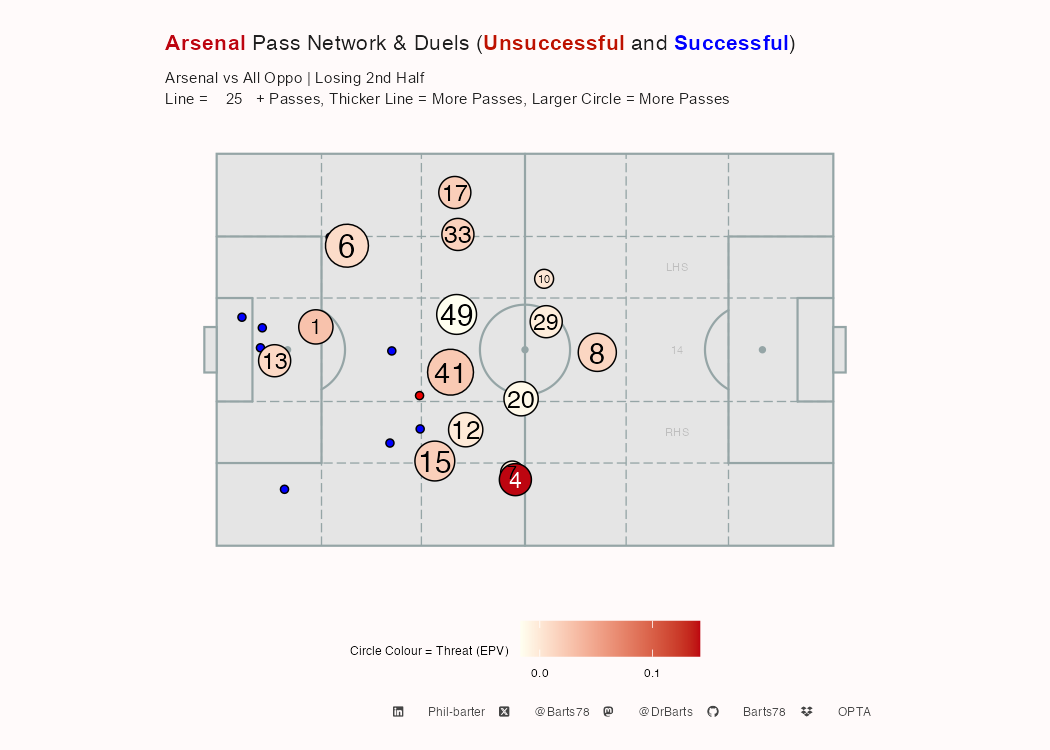 Arsenal Pass Network & Duels (Unsuccessful and Successful)
Arsenal vs All Oppo | Losing 2nd Half
Line = 25 + Passes, Thicker Line = More Passes, Larger Circle = More Passes
17
33
6
10
LHS
49
29
1
13
8
14
41
20
12
RHS
15
7
4
Circle Colour = Threat (EPV)
0.0 0.1
Phil-barter @Barts78 @DrBarts Barts78 OPTA